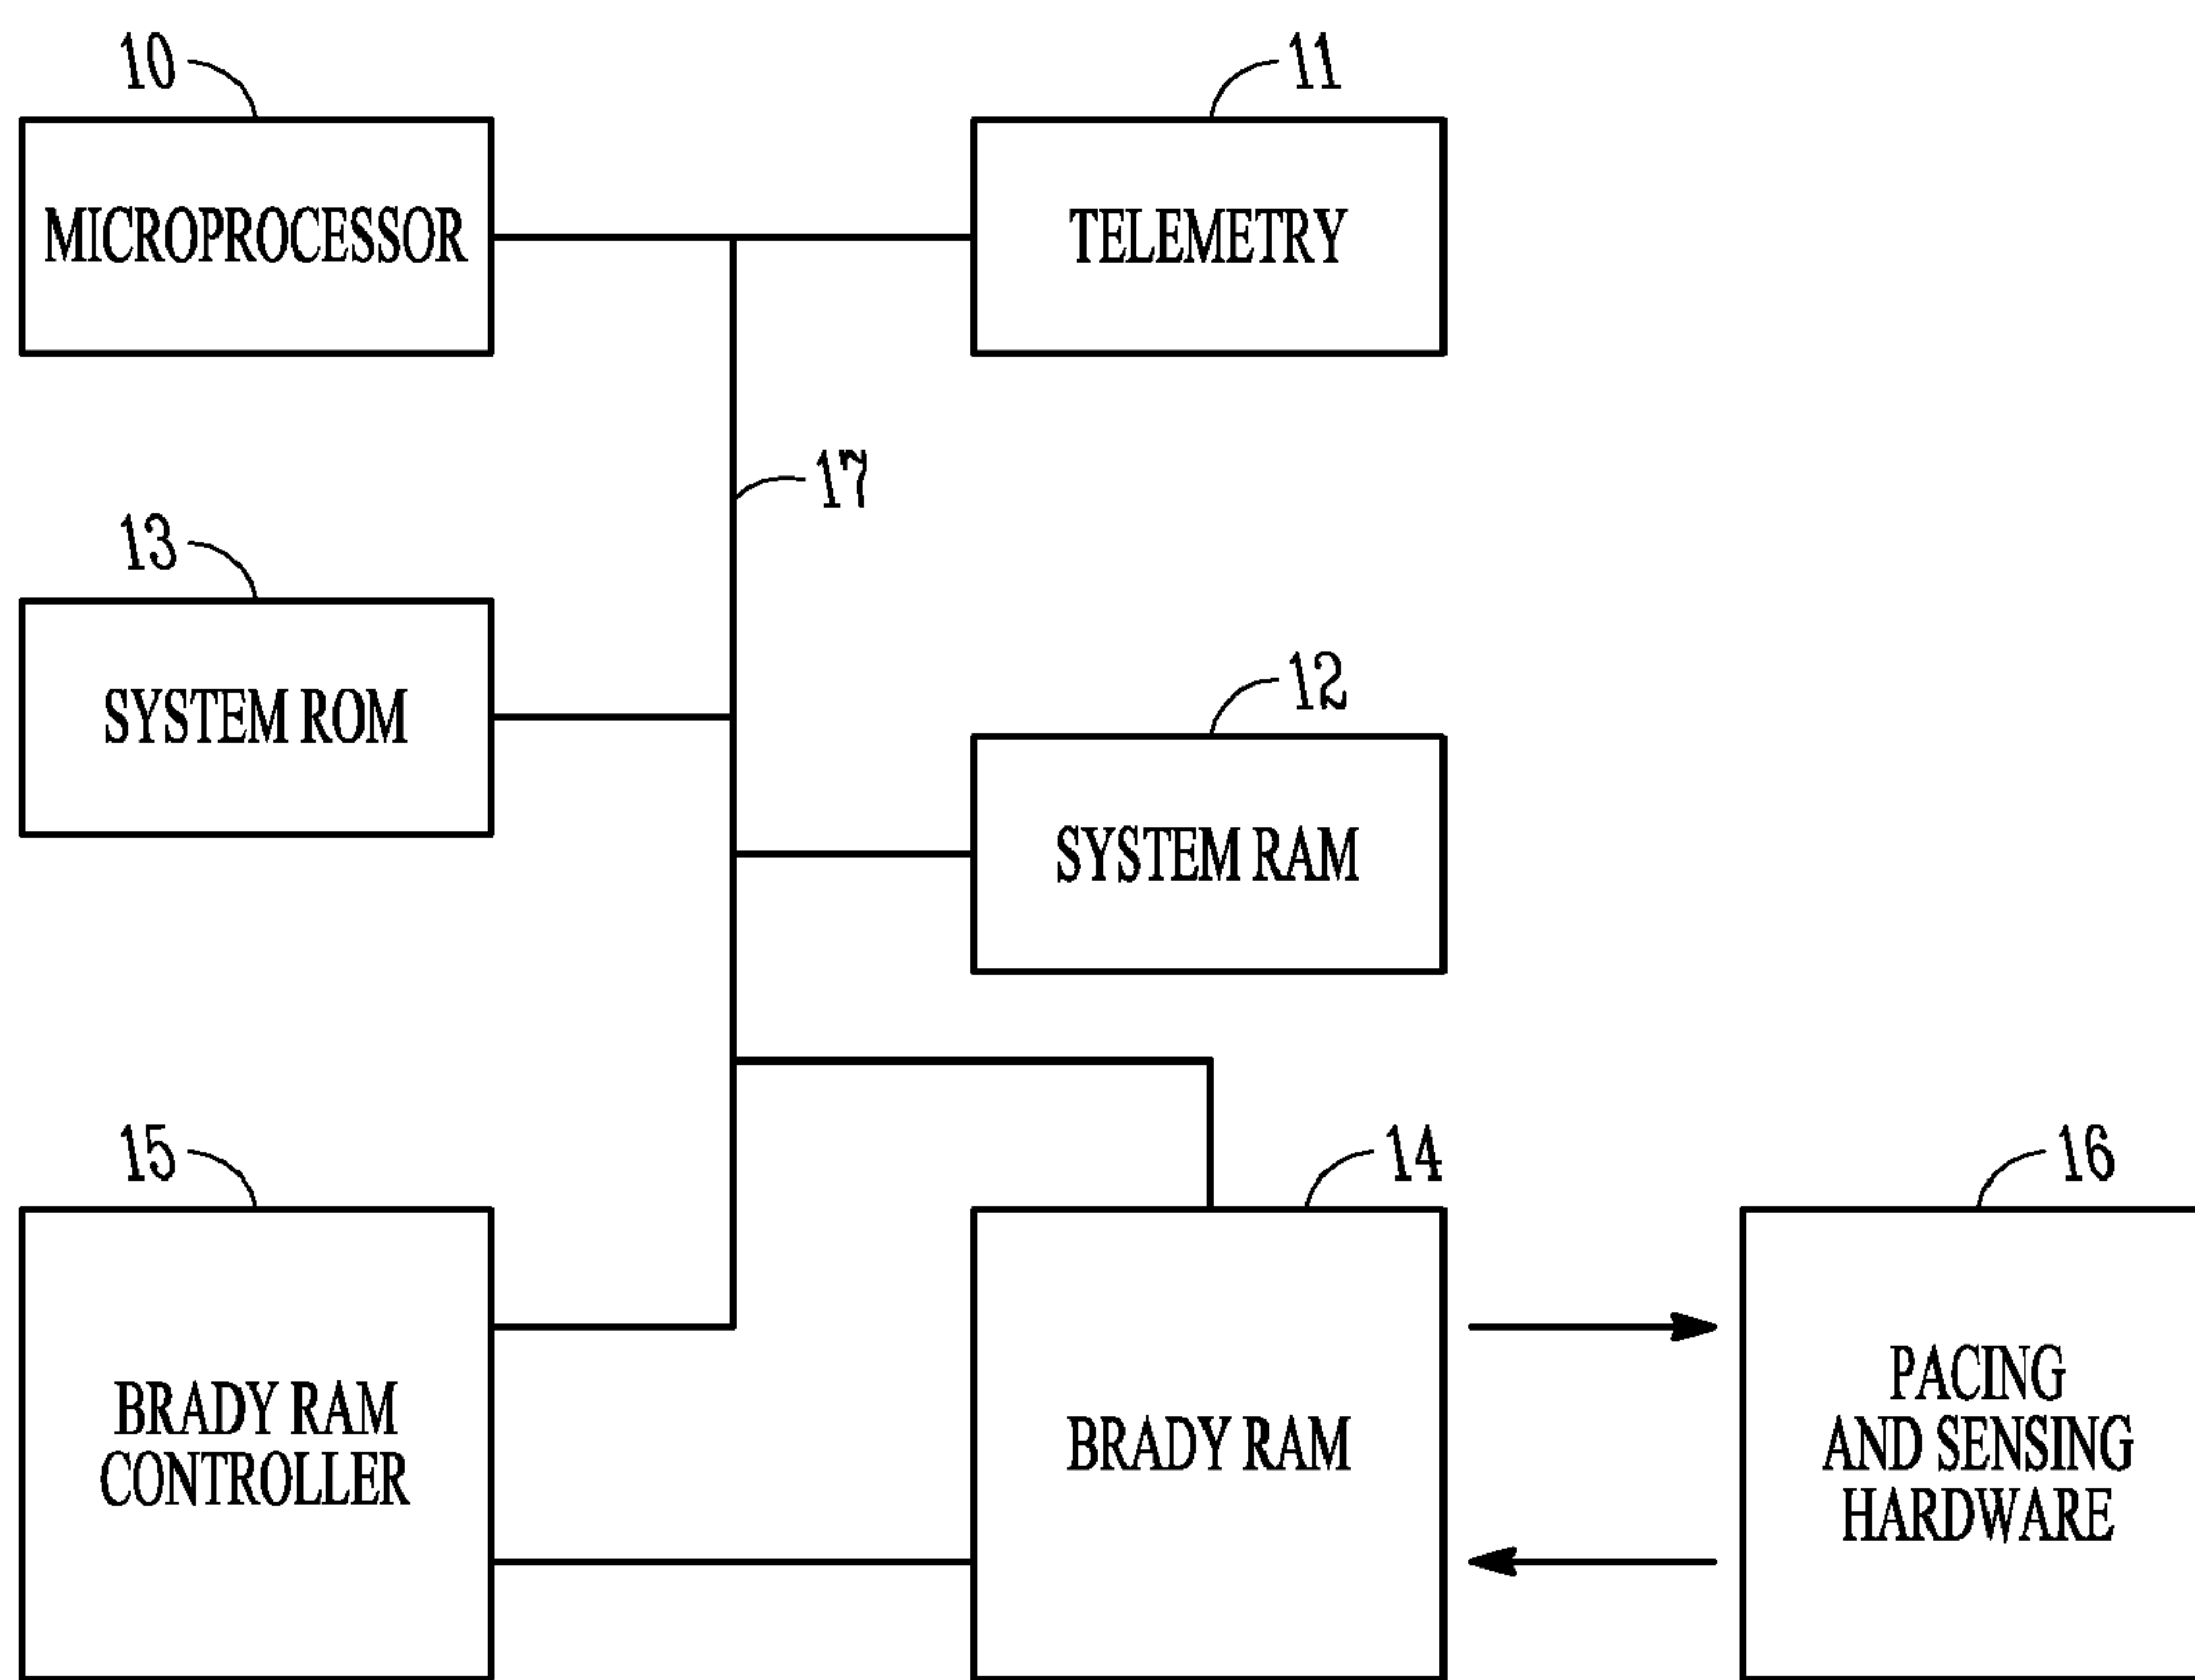 10
11
MICROPROCESSOR
TELEMETRY
17
13
SYSTEM ROM
12
SYSTEM RAM
15
14
16
BRADY RAM
CONTROLLER
BRADY RAM
PACING
AND SENSING
HARDWARE